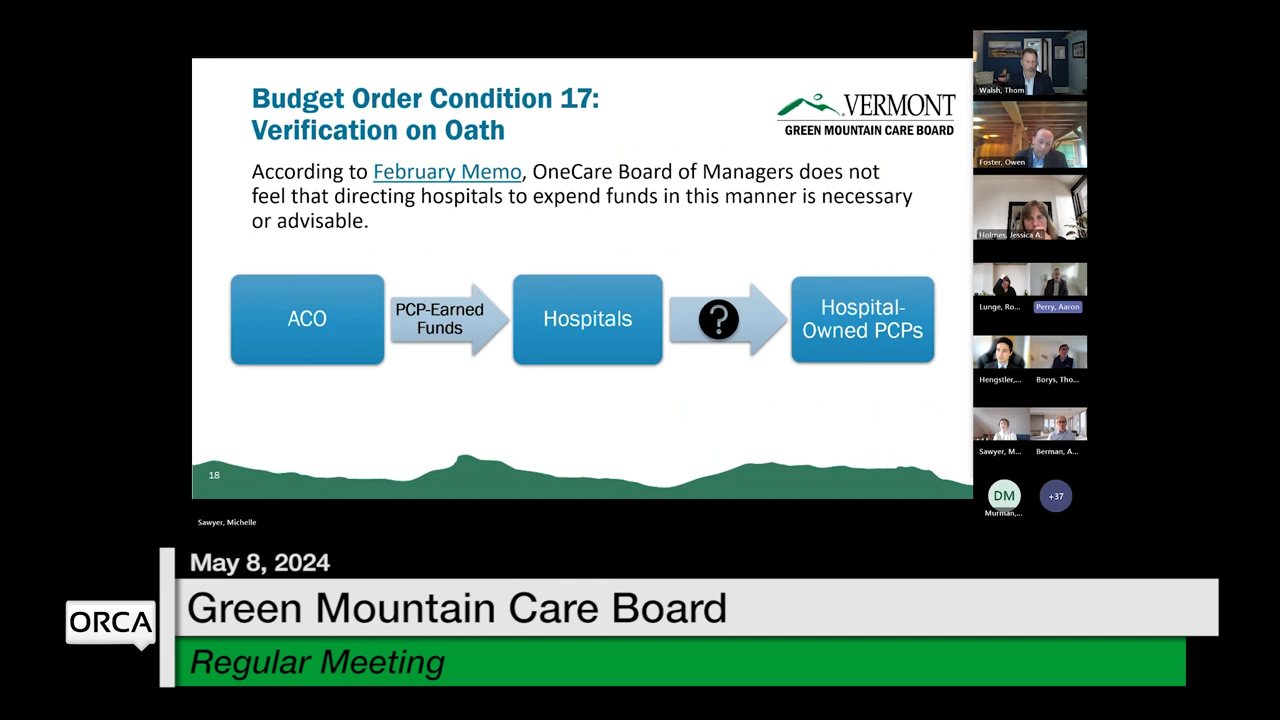 Budget Order Condition 17:
Verification on Oath
VERMONT
GREEN MOUNTAIN CARE BOARD
According to February Memo, OneCare Board of Managers does not
feel that directing hospitals to expend funds in this manner is necessary
or advisable.
ACO
PCP-Earned
Funds
Hospitals
?
Hospital-
Owned PCPs
18
Walsh, Thom
Foster, Owen
Holmes, Jessica A.
Lunge, Ro...
Perry, Aaron
Hengstler,...
Borys, Tho...
Sawyer, M...
Berman, A...
DM
+37
Murman,...
Sawyer, Michelle
May 8, 2024
ORCA
Green Mountain Care Board
Regular Meeting